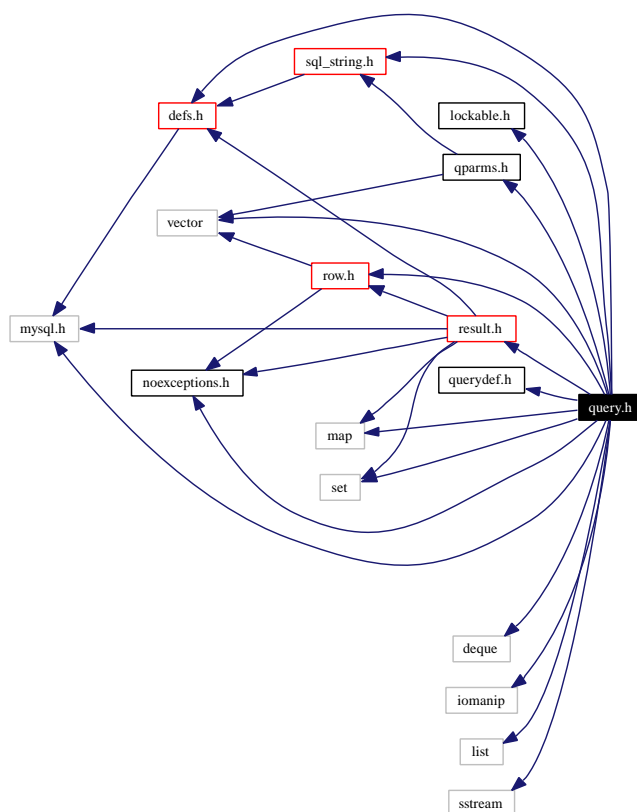 sql_string.h
defs.h
lockable.h
qparms.h
vector
row.h
mysql.h
result.h
noexceptions.h
querydef.h
query.h
map
set
deque
iomanip
list
sstream